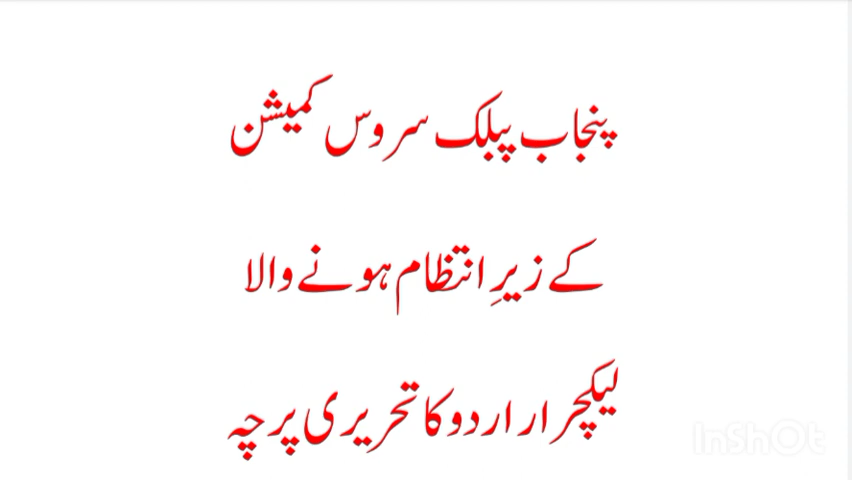 پنجاب پبلک سروس کمیشن
کے زیرِ انتظام ہونے والا
لیکچرار اردو کا تحریری پرچہ
InShOt